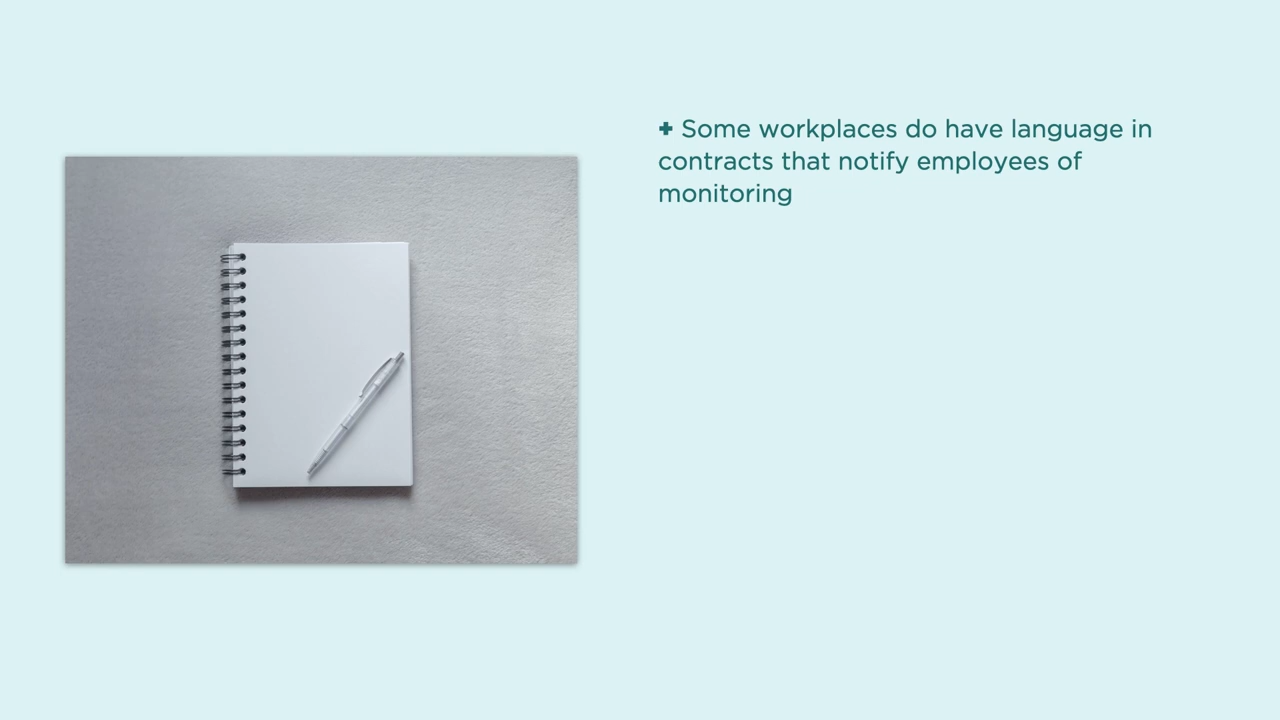 + Some workplaces do have language in
contracts that notify employees of
monitoring